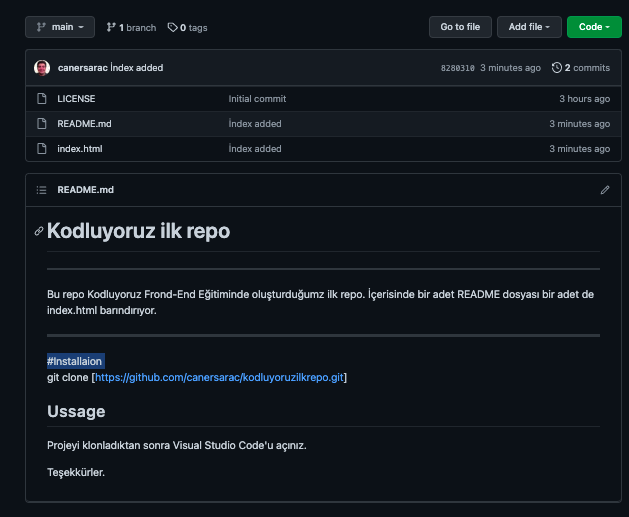 main 1 branch 0 tags Go to file Add file Code
canersarac İndex added 8280310 3 minutes ago 2 commits
LICENSE Initial commit 3 hours ago
README.md İndex added 3 minutes ago
index.html İndex added 3 minutes ago
README.md
Kodluyoruz ilk repo
Bu repo Kodluyoruz Frond-End Eğitiminde oluşturduğumz ilk repo. İçerisinde bir adet README dosyası bir adet de
index.html barındırıyor.
#Installaion
git clone [https://github.com/canersarac/kodluyoruzilkrepo.git]
Ussage
Projeyi klonladıktan sonra Visual Studio Code'u açınız.
Teşekkürler.